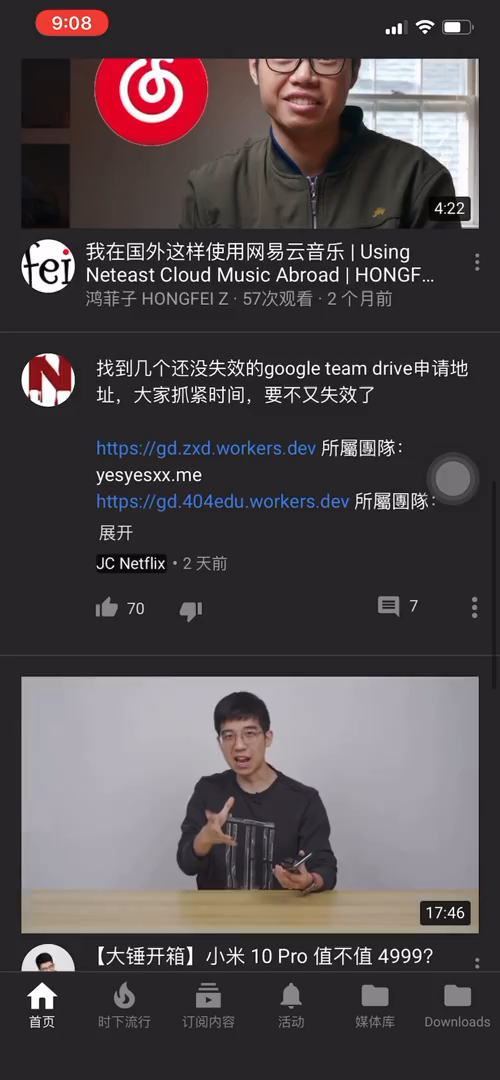 9:08
4:22
fei
我在国外这样使用网易云音乐 | Using
Neteast Cloud Music Abroad | HONGF...
鸿菲子 HONGFEI Z · 57次观看 · 2 个月前
N
找到几个还没失效的google team drive申请地
址，大家抓紧时间，要不又失效了
https://gd.zxd.workers.dev 所屬團隊：
yesyesxx.me
https://gd.404edu.workers.dev 所屬團隊：
展开
JC Netflix • 2 天前
70
7
17:46
【大锤开箱】小米 10 Pro 值不值 4999?
首页
时下流行
订阅内容
活动
媒体库
Downloads